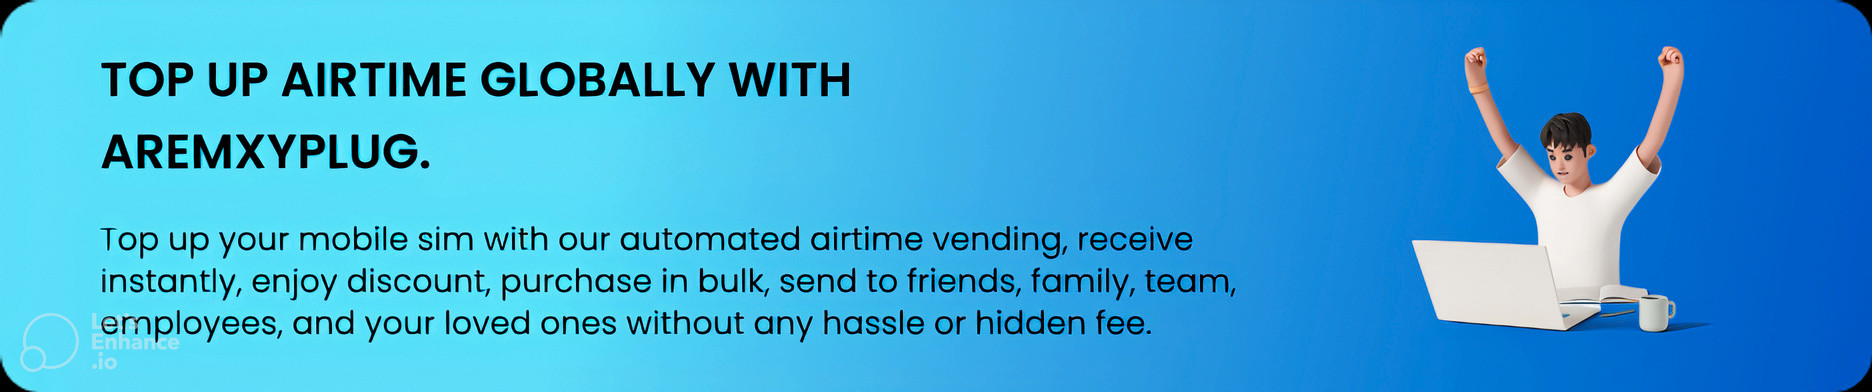 TOP UP AIRTIME GLOBALLY WITH
AREMXYPLUG.
Top up your mobile sim with our automated airtime vending, receive
instantly, enjoy discount, purchase in bulk, send to friends, family, team,
employees, and your loved ones without any hassle or hidden fee.
Let's
Enhance
.io